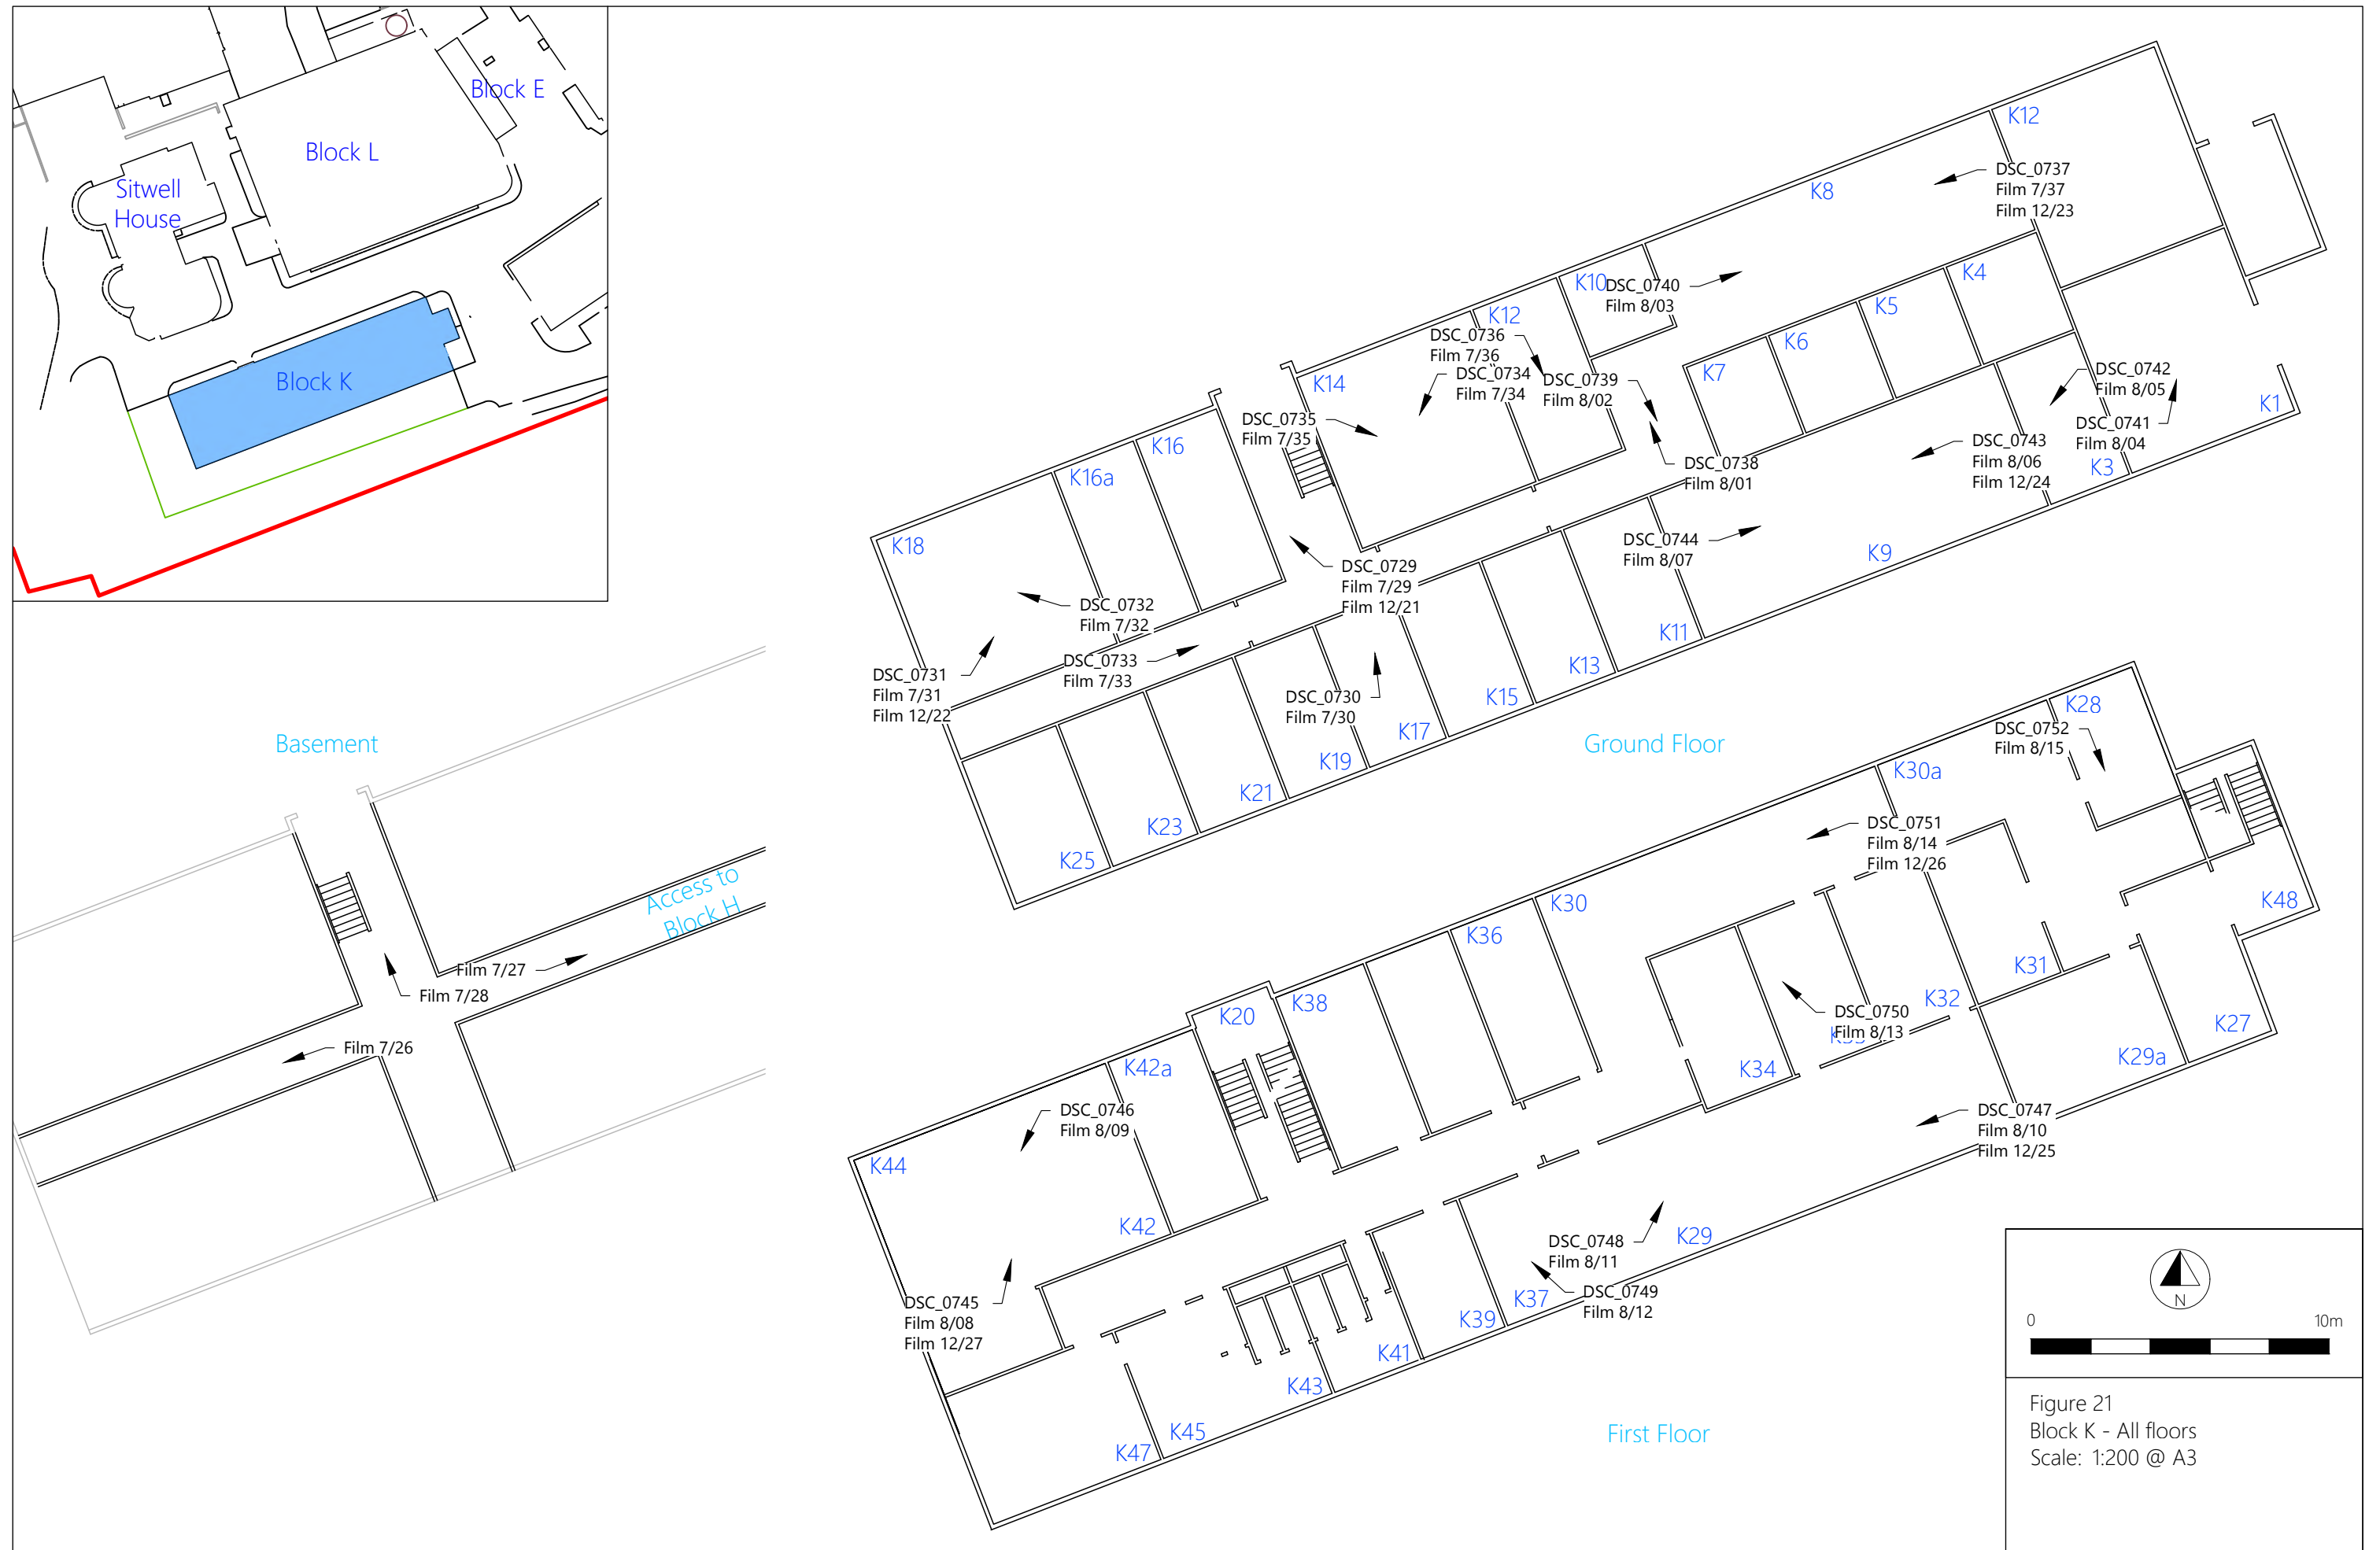 Block E
Block L
Sitwell
House
Block K
K12
DSC_0737
Film 7/37
Film 12/23
K8
K10
DSC_0740
Film 8/03
K4
K5
K6
K7
K12
DSC_0736
Film 7/36
DSC_0734
Film 7/34
DSC_0739
Film 8/02
K14
DSC_0735
Film 7/35
DSC_0742
Film 8/05
DSC_0741
Film 8/04
K1
K3
DSC_0743
Film 8/06
Film 12/24
DSC_0738
Film 8/01
K16
K16a
K18
DSC_0744
Film 8/07
K9
DSC_0729
Film 7/29
Film 12/21
DSC_0732
Film 7/32
DSC_0733
Film 7/33
DSC_0731
Film 7/31
Film 12/22
DSC_0730
Film 7/30
K11
K13
K15
K17
K19
K21
K23
K25
Ground Floor
Basement
Access to
Block H
Film 7/27
Film 7/28
Film 7/26
K28
DSC_0752
Film 8/15
K30a
DSC_0751
Film 8/14
Film 12/26
K30
K36
K38
K20
K48
K31
K32
K27
K29a
DSC_0750
Film 8/13
K34
K42a
DSC_0746
Film 8/09
K44
K42
DSC_0747
Film 8/10
Film 12/25
DSC_0748
Film 8/11
K29
DSC_0749
Film 8/12
K37
K39
K41
K43
K45
K47
DSC_0745
Film 8/08
Film 12/27
First Floor
N
0 10m
Figure 21
Block K - All floors
Scale: 1:200 @ A3